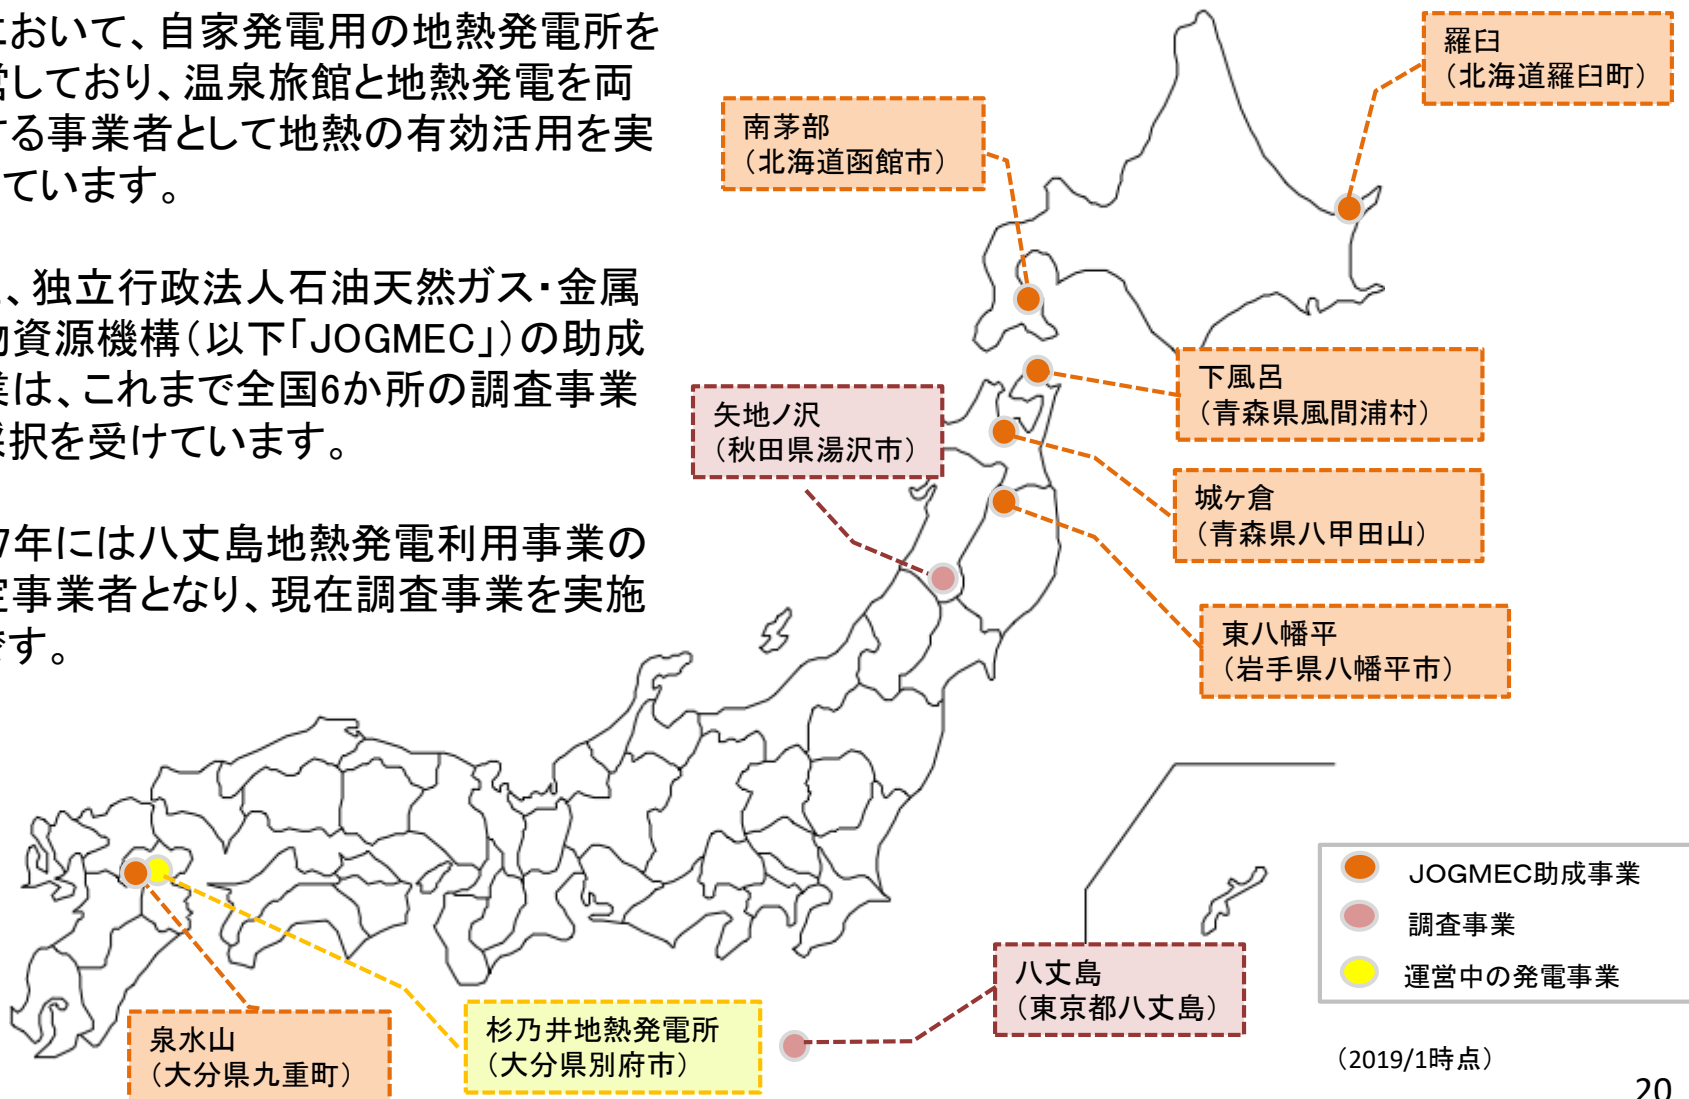 において、自家発電用の地熱発電所を
営しており、温泉旅館と地熱発電を両
する事業者として地熱の有効活用を実
ています。
、独立行政法人石油天然ガス・金属
物資源機構(以下「JOGMEC」)の助成
業は、これまで全国6か所の調査事業
採択を受けています。
7年には八丈島地熱発電利用事業の
定事業者となり、現在調査事業を実施
です。
羅臼
(北海道羅臼町)
南茅部
(北海道函館市)
下風呂
(青森県風間浦村)
矢地ノ沢
(秋田県湯沢市)
城ヶ倉
(青森県八甲田山)
東八幡平
(岩手県八幡平市)
八丈島
(東京都八丈島)
杉乃井地熱発電所
(大分県別府市)
泉水山
(大分県九重町)
JOGMEC助成事業
調査事業
運営中の発電事業
(2019/1時点)
20